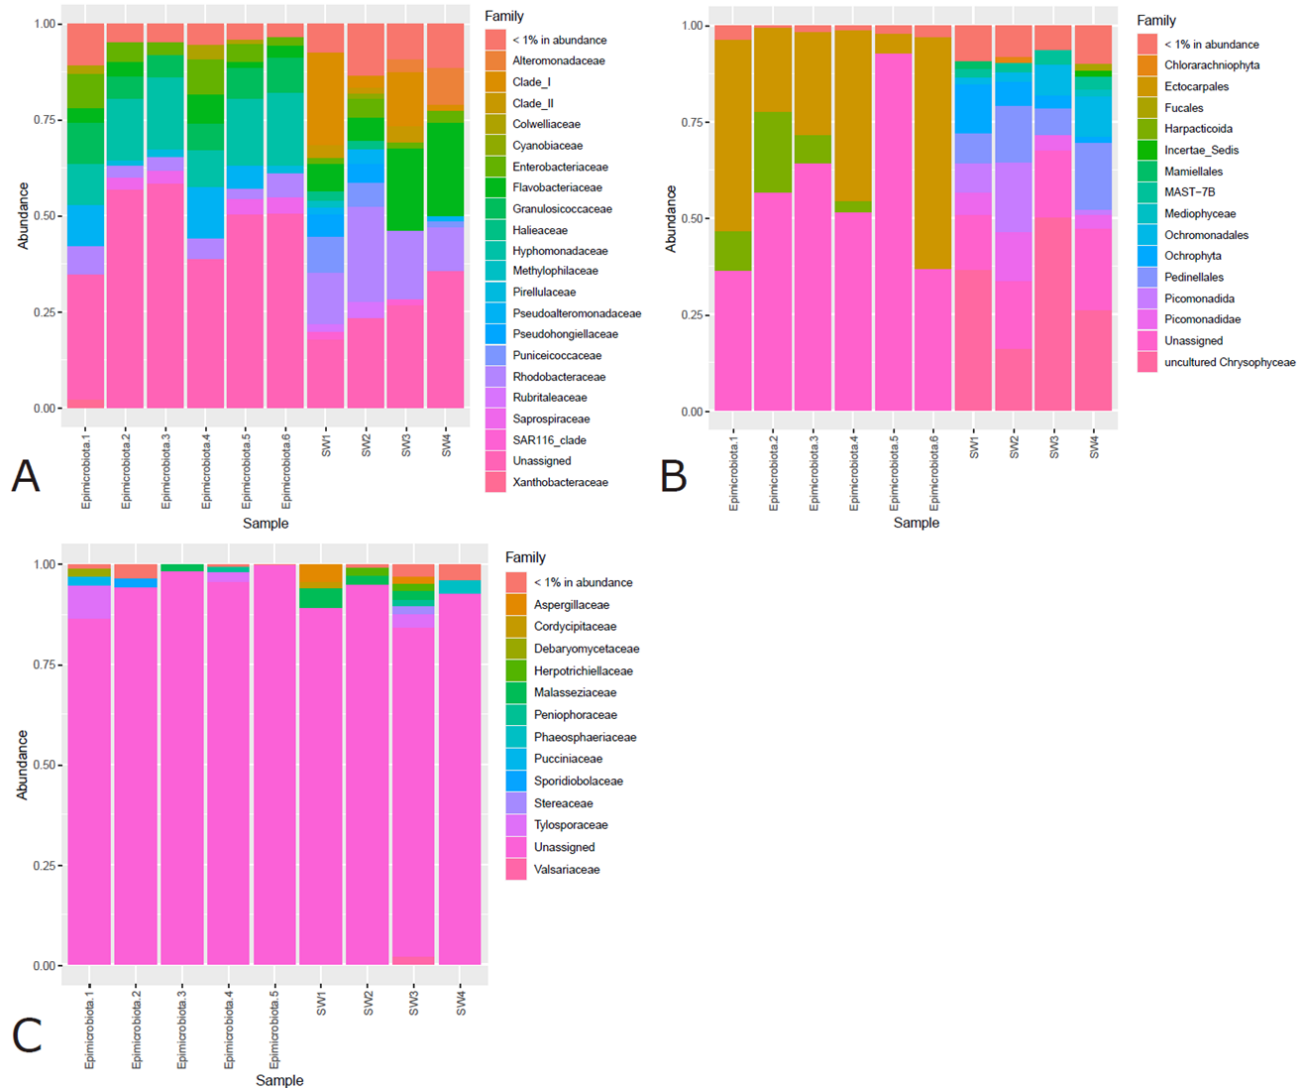 Family
1.00
0.75
0.50
0.25
0.00
Abundance
Epimicrobiota.1
Epimicrobiota.2
Epimicrobiota.3
Epimicrobiota.4
Epimicrobiota.5
Epimicrobiota.6
SW1
SW2
SW3
SW4
Sample
A
< 1% in abundance
Alteromonadaceae
Clade_I
Clade_II
Colwelliaceae
Cyanobiaceae
Enterobacteriaceae
Flavobacteriaceae
Granulosicoccaceae
Halieaceae
Hyphomonadaceae
Methylophilaceae
Pirellulaceae
Pseudoalteromonadaceae
Pseudohongiellaceae
Puniceicoccaceae
Rhodobacteraceae
Rubritaleaceae
Saprospiraceae
SAR116_clade
Unassigned
Xanthobacteraceae
Family
1.00
0.75
0.50
0.25
0.00
Abundance
Epimicrobiota.1
Epimicrobiota.2
Epimicrobiota.3
Epimicrobiota.4
Epimicrobiota.5
Epimicrobiota.6
SW1
SW2
SW3
SW4
Sample
B
< 1% in abundance
Chlorarachniophyta
Ectocarpales
Fucales
Harpacticoida
Incertae_Sedis
Mamiellales
MAST-7B
Mediophyceae
Ochromonadales
Ochrophyta
Pedinellales
Picomonadida
Picomonadidae
Unassigned
uncultured Chrysophyceae
Family
1.00
0.75
0.50
0.25
0.00
Abundance
Epimicrobiota.1
Epimicrobiota.2
Epimicrobiota.3
Epimicrobiota.4
Epimicrobiota.5
SW1
SW2
SW3
SW4
Sample
C
< 1% in abundance
Aspergillaceae
Cordycipitaceae
Debaryomycetaceae
Herpotrichiellaceae
Malasseziaceae
Peniophoraceae
Phaeosphaeriaceae
Pucciniaceae
Sporidiobolaceae
Stereaceae
Tylosporaceae
Unassigned
Valsariaceae